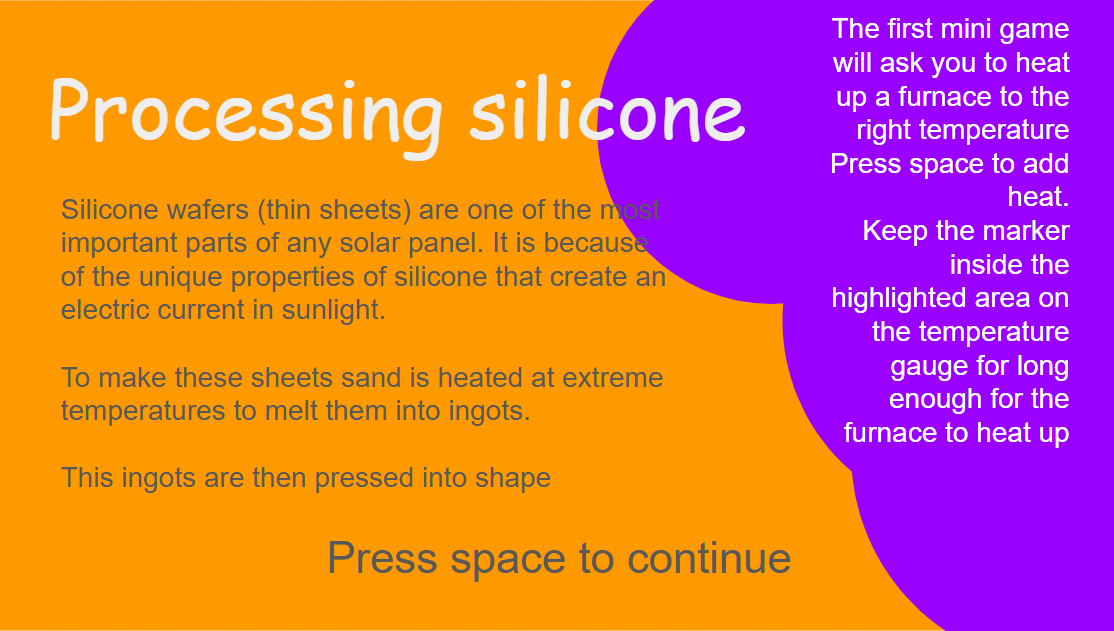 Processing silicone
Silicone wafers (thin sheets) are one of the most
important parts of any solar panel. It is because
of the unique properties of silicone that create an
electric current in sunlight.
To make these sheets sand is heated at extreme
temperatures to melt them into ingots.
This ingots are then pressed into shape
Press space to continue
The first mini game
will ask you to heat
up a furnace to the
right temperature
Press space to add
heat.
Keep the marker
inside the
highlighted area on
the temperature
gauge for long
enough for the
furnace to heat up